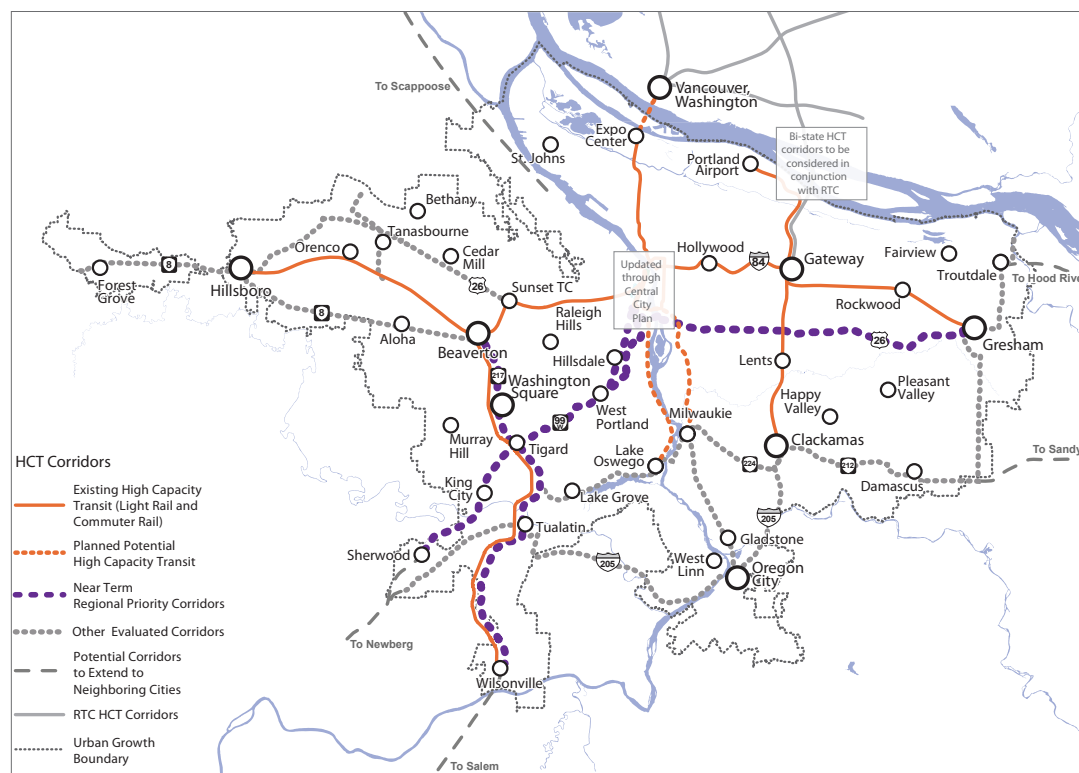 To Scappoose
Vancouver,
Washington
Expo
Center
St. Johns
Portland
Airport
Bi-state HCT
corridors to be
considered in
conjunction
with RTC
Bethany
Tanasbourne
Orenco
Cedar
Mill
Hollywood
84
Gateway
Fairview
Troutdale
To Hood River
8
Forest
Grove
Hillsboro
26
Sunset TC
Updated
through
Central
City
Plan
Rockwood
8
Aloha
Raleigh
Hills
Beaverton
Hillsdale
26
Gresham
217
Washington
Square
West
Portland
Lents
Happy
Valley
Pleasant
Valley
99
W
Milwaukie
Murray
Hill
Tigard
Clackamas
To Sandy
Lake
Oswego
224
212
Damascus
King
City
Lake Grove
205
Tualatin
Gladstone
Sherwood
205
West
Linn
Oregon
City
To Newberg
Wilsonville
To Salem
HCT Corridors
Existing High Capacity
Transit (Light Rail and
Commuter Rail)
Planned Potential
High Capacity Transit
Near Term
Regional Priority Corridors
Other Evaluated Corridors
Potential Corridors
to Extend to
Neighboring Cities
RTC HCT Corridors
Urban Growth
Boundary